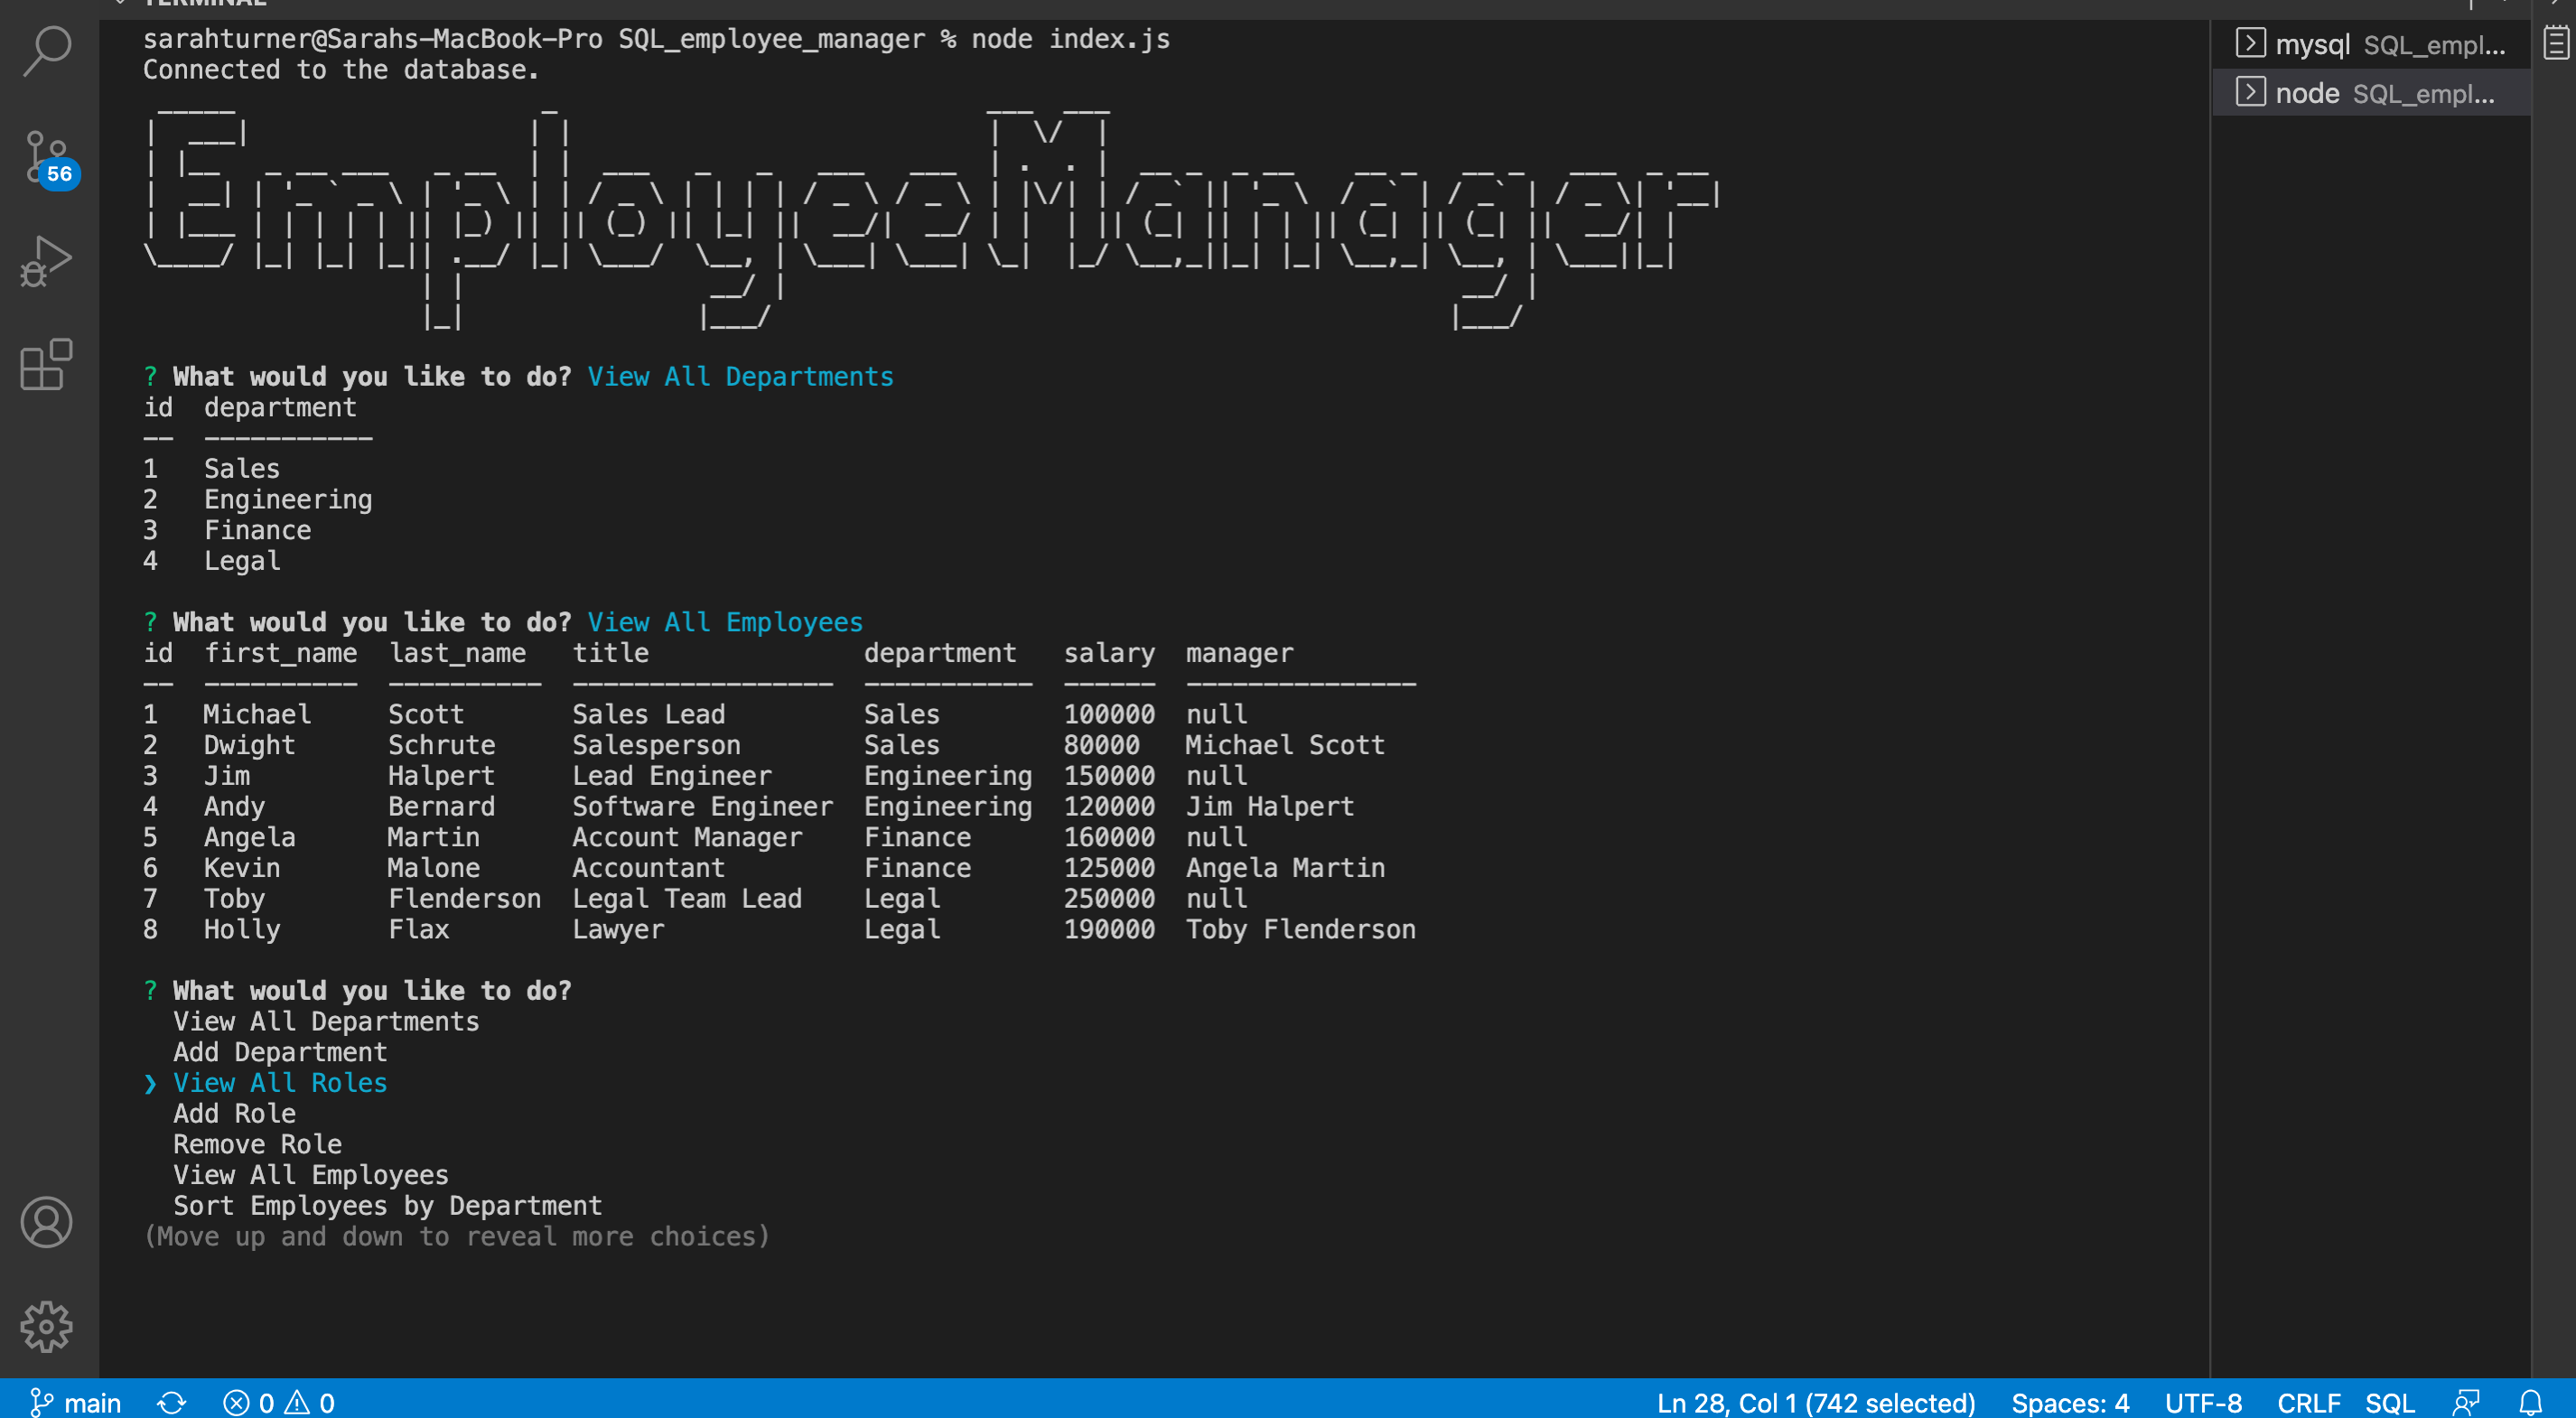 TERMINAL
sarahturner@Sarahs-MacBook-Pro SQL_employee_manager % node index.js
Connected to the database.
EmployeeManager
? What would you like to do? View All Departments
id  department
--  -----------
1   Sales
2   Engineering
3   Finance
4   Legal
? What would you like to do? View All Employees
id  first_name  last_name   title              department   salary  manager
--  ----------  ----------  -----------------  -----------  ------  ---------------
1   Michael     Scott       Sales Lead         Sales        100000  null
2   Dwight      Schrute     Salesperson        Sales        80000   Michael Scott
3   Jim         Halpert     Lead Engineer      Engineering  150000  null
4   Andy        Bernard     Software Engineer  Engineering  120000  Jim Halpert
5   Angela      Martin      Account Manager    Finance      160000  null
6   Kevin       Malone      Accountant         Finance      125000  Angela Martin
7   Toby        Flenderson  Legal Team Lead    Legal        250000  null
8   Holly       Flax        Lawyer             Legal        190000  Toby Flenderson
? What would you like to do?
View All Departments
Add Department
❯ View All Roles
Add Role
Remove Role
View All Employees
Sort Employees by Department
(Move up and down to reveal more choices)
mysql SQL_empl...
node SQL_empl...
56
main 0 0 Ln 28, Col 1 (742 selected) Spaces: 4 UTF-8 CRLF SQL